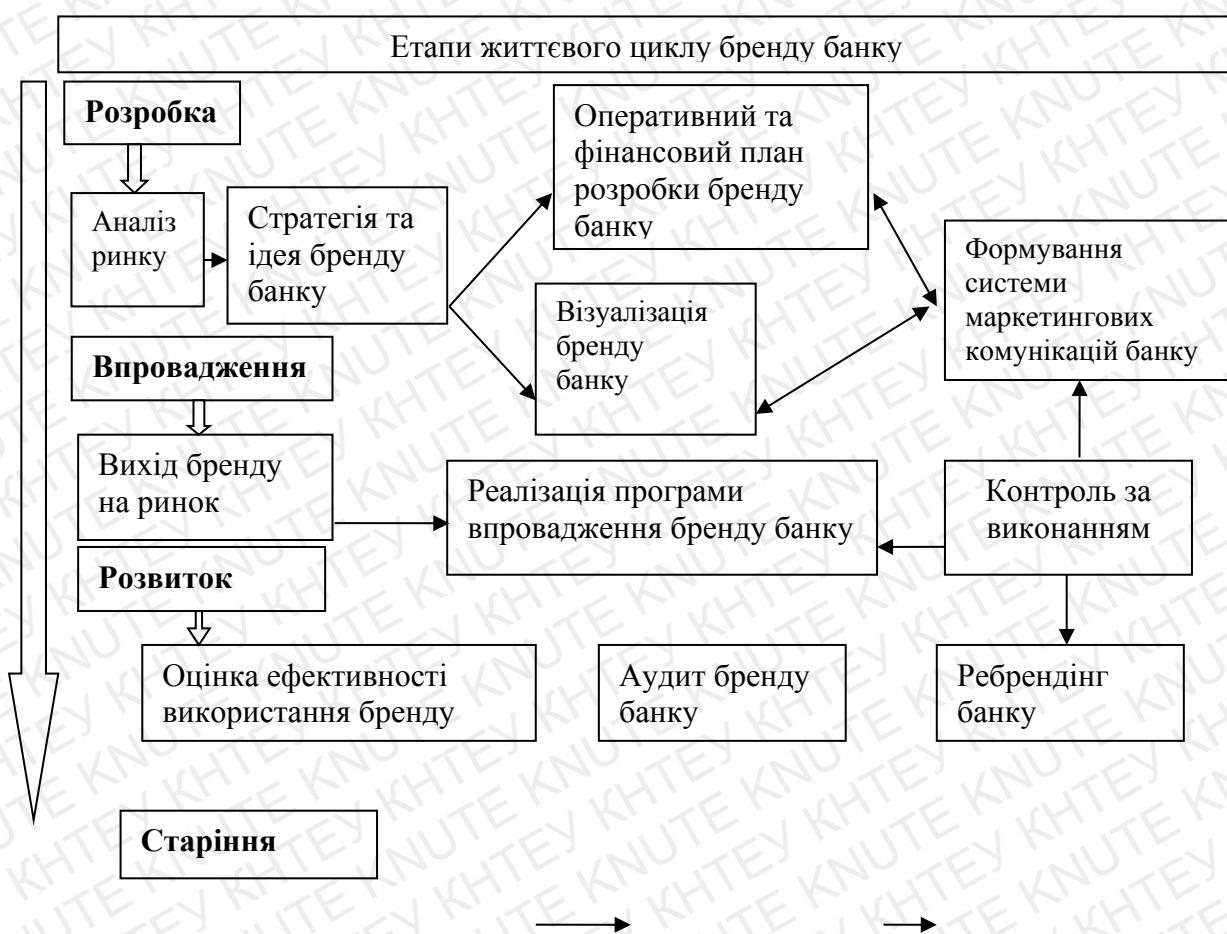 Етапи життєвого циклу бренду банку
Розробка
Аналіз
ринку
Стратегія та
ідея бренду
банку
Оперативний та
фінансовий план
розробки бренду
банку
Візуалізація
бренду
банку
Формування
системи
маркетингових
комунікацій банку
Впровадження
Вихід бренду
на ринок
Реалізація програми
впровадження бренду банку
Контроль за
виконанням
Розвиток
Оцінка ефективності
використання бренду
Аудит бренду
банку
Ребрендінг
банку
Старіння